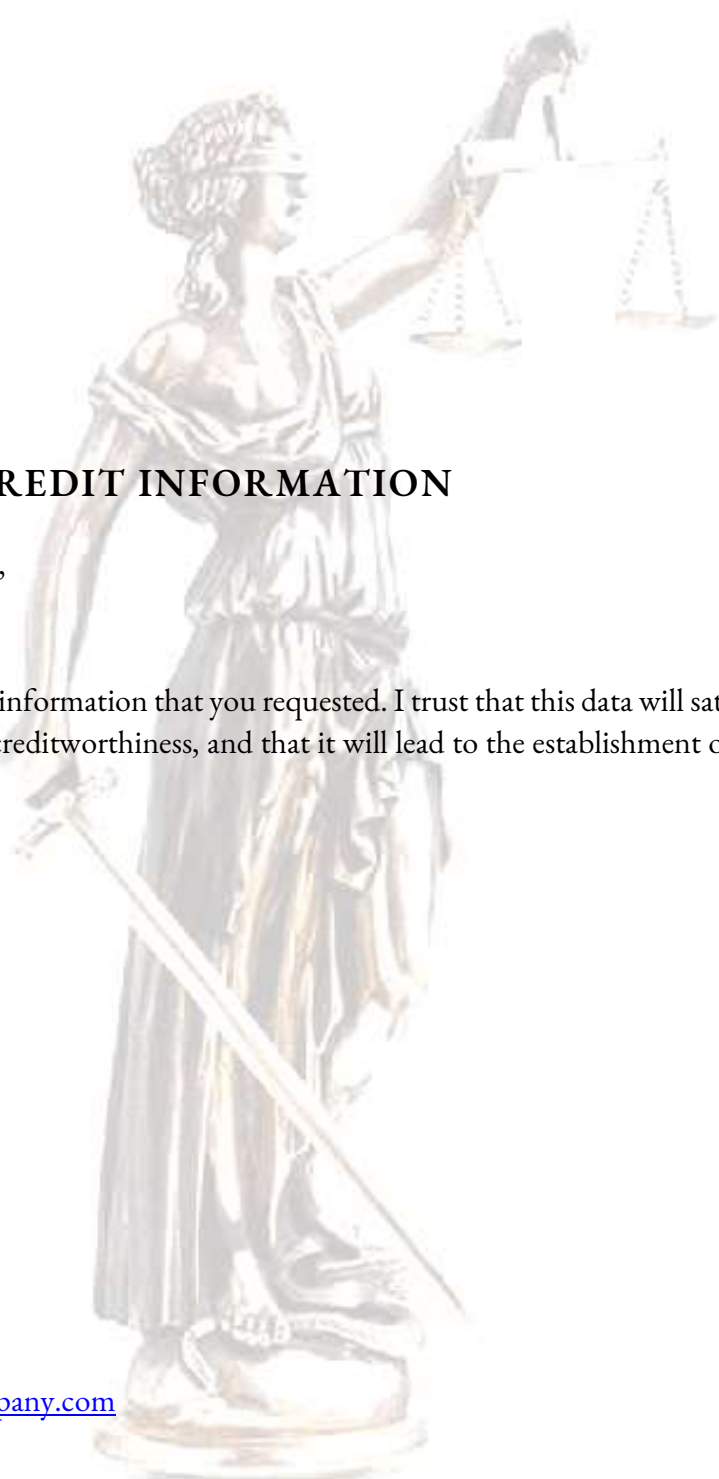 REDIT INFORMATION
,
information that you requested. I trust that this data will sat
creditworthiness, and that it will lead to the establishment o
pany.com